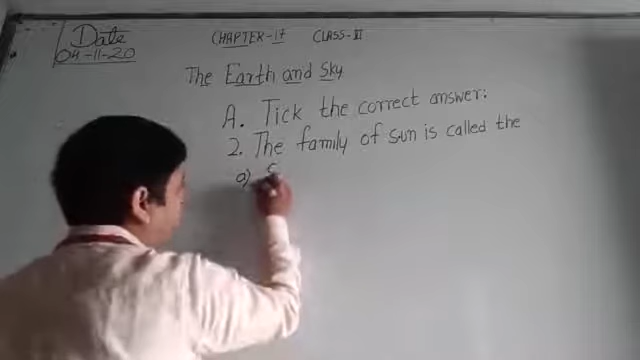 Date
04-11-20
CHAPTER-17 CLASS-III
The Earth and Sky
A. Tick the correct answer:
2. The family of sun is called the
a) S